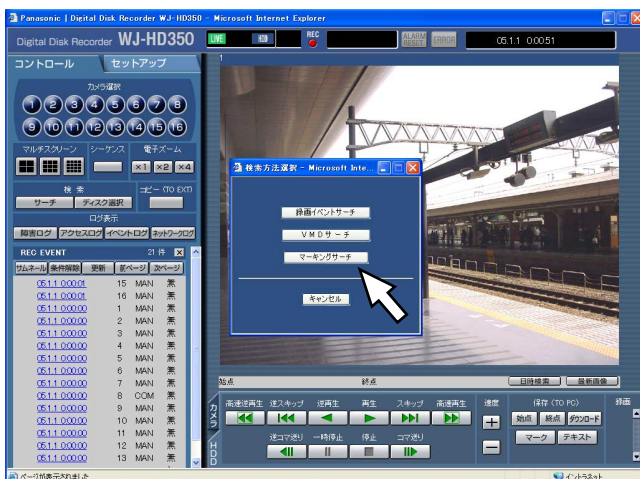 Panasonic | Digital Disk Recorder WJ-HD350 - Microsoft Internet Explorer
Digital Disk Recorder WJ-HD350
LIVE HDD REC ALARM RESET ERROR 05.1.1 0:00:51
コントロール セットアップ
1
カメラ選択
1 2 3 4 5 6 7 8
9 10 11 12 13 14 15 16
マルチスクリーン シーケンス 電子ズーム
×1 ×2 ×4
検 索 コピー (TO EXT)
サーチ ディスク選択
ログ表示
障害ログ アクセスログ イベントログ ネットワークログ
REC EVENT 21 件
サムネール 条件解除 更新 前ページ 次ページ
05.1.1 0:00:01 15 MAN 無
05.1.1 0:00:01 16 MAN 無
05.1.1 0:00:00 1 MAN 無
05.1.1 0:00:00 2 MAN 無
05.1.1 0:00:00 3 MAN 無
05.1.1 0:00:00 4 MAN 無
05.1.1 0:00:00 5 MAN 無
05.1.1 0:00:00 6 MAN 無
05.1.1 0:00:00 7 MAN 無
05.1.1 0:00:00 8 COM 無
05.1.1 0:00:00 9 MAN 無
05.1.1 0:00:00 10 MAN 無
05.1.1 0:00:00 11 MAN 無
05.1.1 0:00:00 12 MAN 無
05.1.1 0:00:00 13 MAN 無
検索方法選択 - Microsoft Inte...
録画イベントサーチ
VMDサーチ
マーキングサーチ
キャンセル
始点 終点 日時検索 最新画像
カメラ
HDD
高速逆再生 逆スキップ 逆再生 再生 スキップ 高速再生 速度 保存 (TO PC) 録画
始点 終点 ダウンロード
逆コマ送り 一時停止 停止 コマ送り
マーク テキスト
ページが表示されました イントラネット